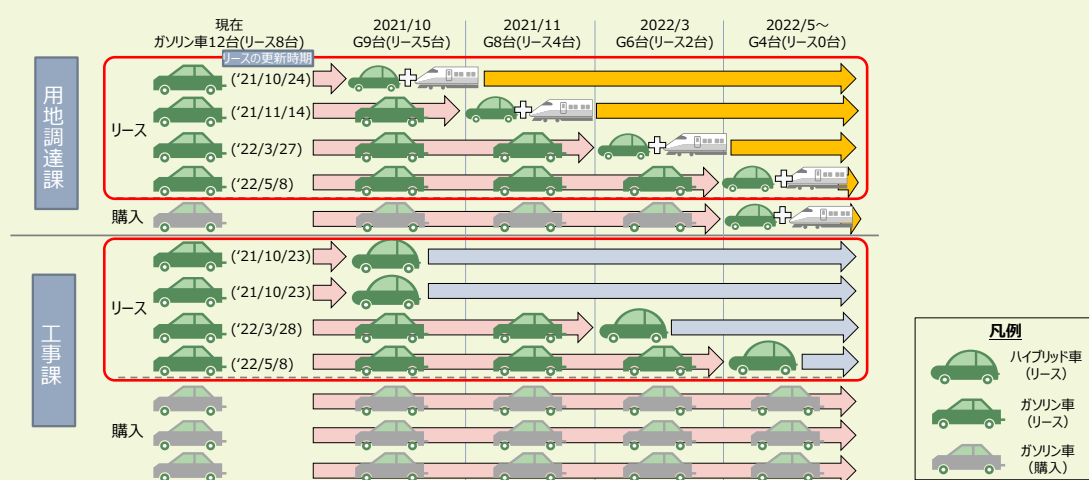 現在
ガソリン車12台(リース8台)
2021/10
G9台(リース5台)
2021/11
G8台(リース4台)
2022/3
G6台(リース2台)
2022/5～
G4台(リース0台)
リースの更新時期
用地調達課
リース
('21/10/24)
('21/11/14)
('22/3/27)
('22/5/8)
購入
工事課
リース
('21/10/23)
('21/10/23)
('22/3/28)
('22/5/8)
購入
凡例
ハイブリッド車
(リース)
ガソリン車
(リース)
ガソリン車
(購入)